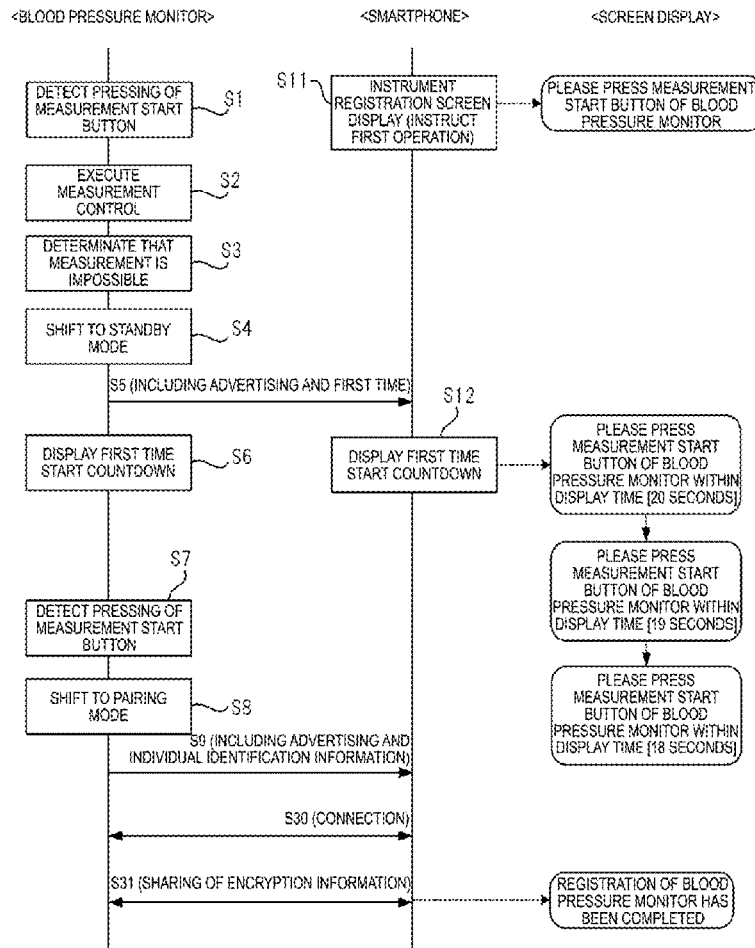 <BLOOD PRESSURE MONITOR>
<SMARTPHONE>
<SCREEN DISPLAY>
DETECT PRESSING OF
MEASUREMENT START
BUTTON
S1
S11
INSTRUMENT
REGISTRATION SCREEN
DISPLAY (INSTRUCT
FIRST OPERATION)
PLEASE PRESS MEASUREMENT
START BUTTON OF BLOOD
PRESSURE MONITOR
EXECUTE
MEASUREMENT
CONTROL
S2
DETERMINATE THAT
MEASUREMENT IS
IMPOSSIBLE
S3
SHIFT TO STANDBY
MODE
S4
S5 (INCLUDING ADVERTISING AND FIRST TIME)
S12
DISPLAY FIRST TIME
START COUNTDOWN
S6
DISPLAY FIRST TIME
START COUNTDOWN
PLEASE PRESS
MEASUREMENT START
BUTTON OF BLOOD
PRESSURE MONITOR WITHIN
DISPLAY TIME [20 SECONDS]
S7
DETECT PRESSING OF
MEASUREMENT START
BUTTON
PLEASE PRESS
MEASUREMENT START
BUTTON OF BLOOD
PRESSURE MONITOR WITHIN
DISPLAY TIME [19 SECONDS]
SHIFT TO PAIRING
MODE
S8
PLEASE PRESS
MEASUREMENT START
BUTTON OF BLOOD
PRESSURE MONITOR WITHIN
DISPLAY TIME [18 SECONDS]
S9 (INCLUDING ADVERTISING AND
INDIVIDUAL IDENTIFICATION INFORMATION)
S30 (CONNECTION)
S31 (SHARING OF ENCRYPTION INFORMATION)
REGISTRATION OF BLOOD
PRESSURE MONITOR HAS
BEEN COMPLETED